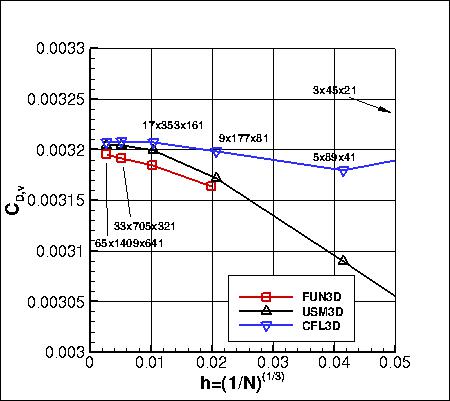 0.0033
0.00325
0.0032
0.00315
0.0031
0.00305
0.003
C_D,v
3x45x21
17x353x161
9x177x81
5x89x41
33x705x321
65x1409x641
FUN3D
USM3D
CFL3D
0 0.01 0.02 0.03 0.04 0.05
h=(1/N)^(1/3)